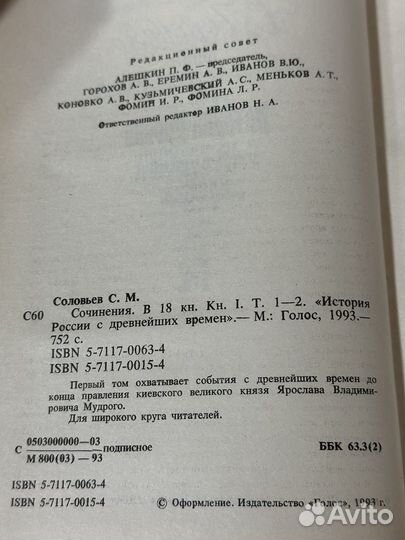 Редакционный совет
АЛЕШКИН П. Ф. — председатель,
ГОРОХОВ А. В., ЕРЕМИН А. В., ИВАНОВ В. Ю.,
КОНОВКО А. В., КУЗЬМИЧЕВСКИЙ А. С., МЕНЬКОВ А. Т.,
ФОМИН И. Р., ФОМИНА Л. Р.
Ответственный редактор ИВАНОВ Н. А.
Соловьев С. М.
С60 Сочинения. В 18 кн. Кн. I. Т. 1—2. «История
России с древнейших времен».— М.: Голос, 1993.—
752 с.
ISBN 5-7117-0063-4
ISBN 5-7117-0015-4
Первый том охватывает события с древнейших времен до
конца правления киевского великого князя Ярослава Владими-
ровича Мудрого.
Для широкого круга читателей.
0503000000—03
С подписное ББК 63.3(2)
М 800(03) — 93
ISBN 5-7117-0063-4
ISBN 5-7117-0015-4 © Оформление. Издательство «Голос», 1993 г.
Avito